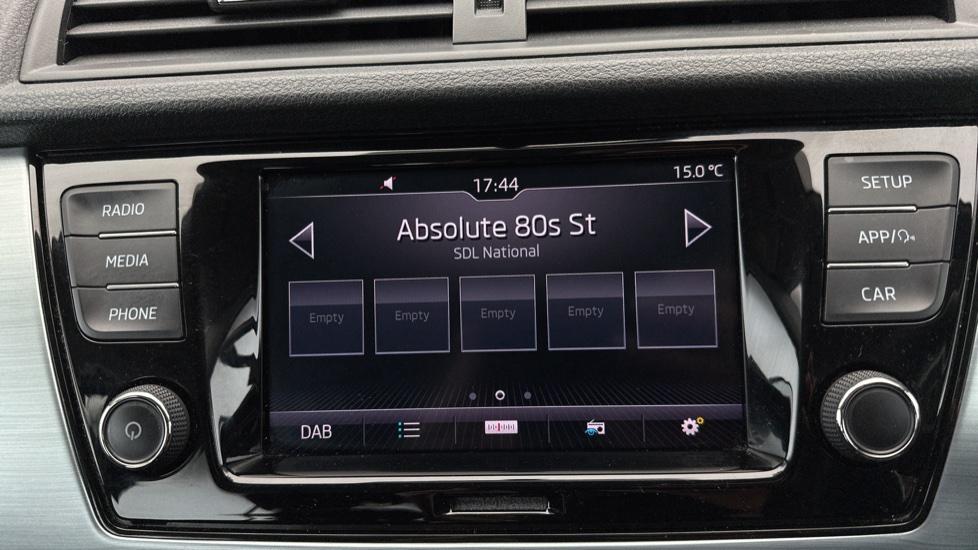 RADIO
MEDIA
PHONE
17:44
15.0°C
Absolute 80s St
SDL National
Empty
Empty
Empty
Empty
Empty
DAB
SETUP
APP/
CAR